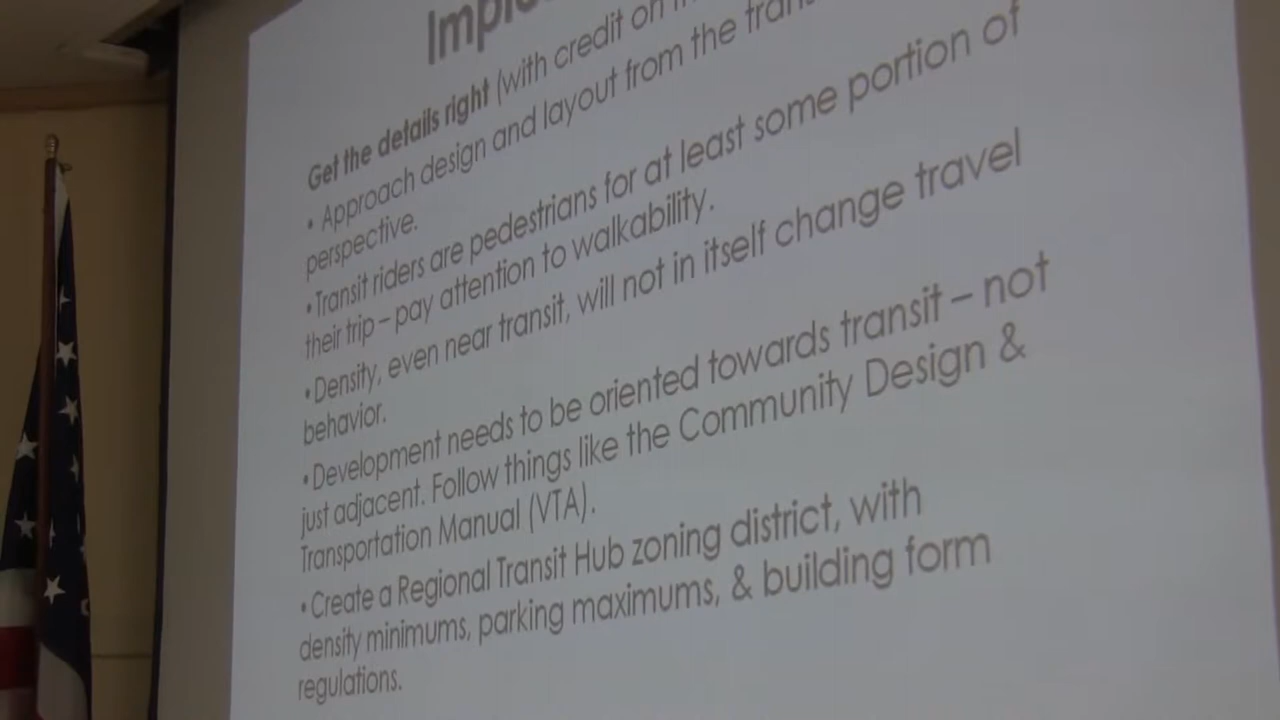 Get the details right (with credit on
• Approach design and layout from the
perspective.
•Transit riders are pedestrians for at least some portion of
their trip – pay attention to walkability.
•Density, even near transit, will not in itself change travel
behavior.
•Development needs to be oriented towards transit – not
just adjacent. Follow things like the Community Design &
Transportation Manual (VTA).
•Create a Regional Transit Hub zoning district, with
density minimums, parking maximums, & building form
regulations.